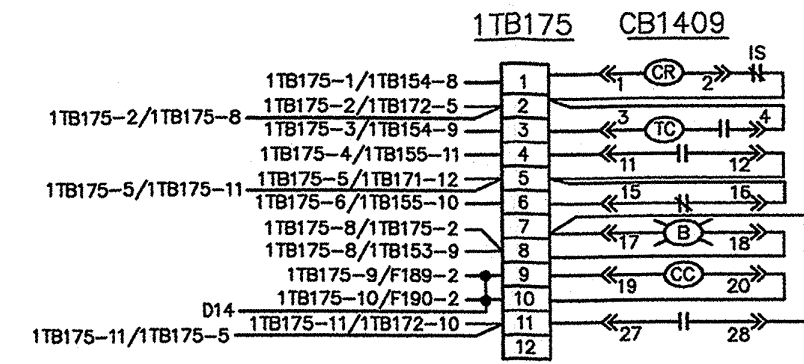 1TB175 CB1409
IS
1TB175-1/1TB154-8 1 1 CR 2
1TB175-2/1TB172-5 2
1TB175-2/1TB175-8
1TB175-3/1TB154-9 3 3 TC 4
1TB175-4/1TB155-11 4 11 12
1TB175-5/1TB171-12 5
1TB175-5/1TB175-11
1TB175-6/1TB155-10 6 15 16
1TB175-8/1TB175-2 7 17 B 18
1TB175-8/1TB153-9 8
1TB175-9/F189-2 9 19 CC 20
1TB175-10/F190-2 10
D14
1TB175-11/1TB172-10 11 27 28
1TB175-11/1TB175-5
12